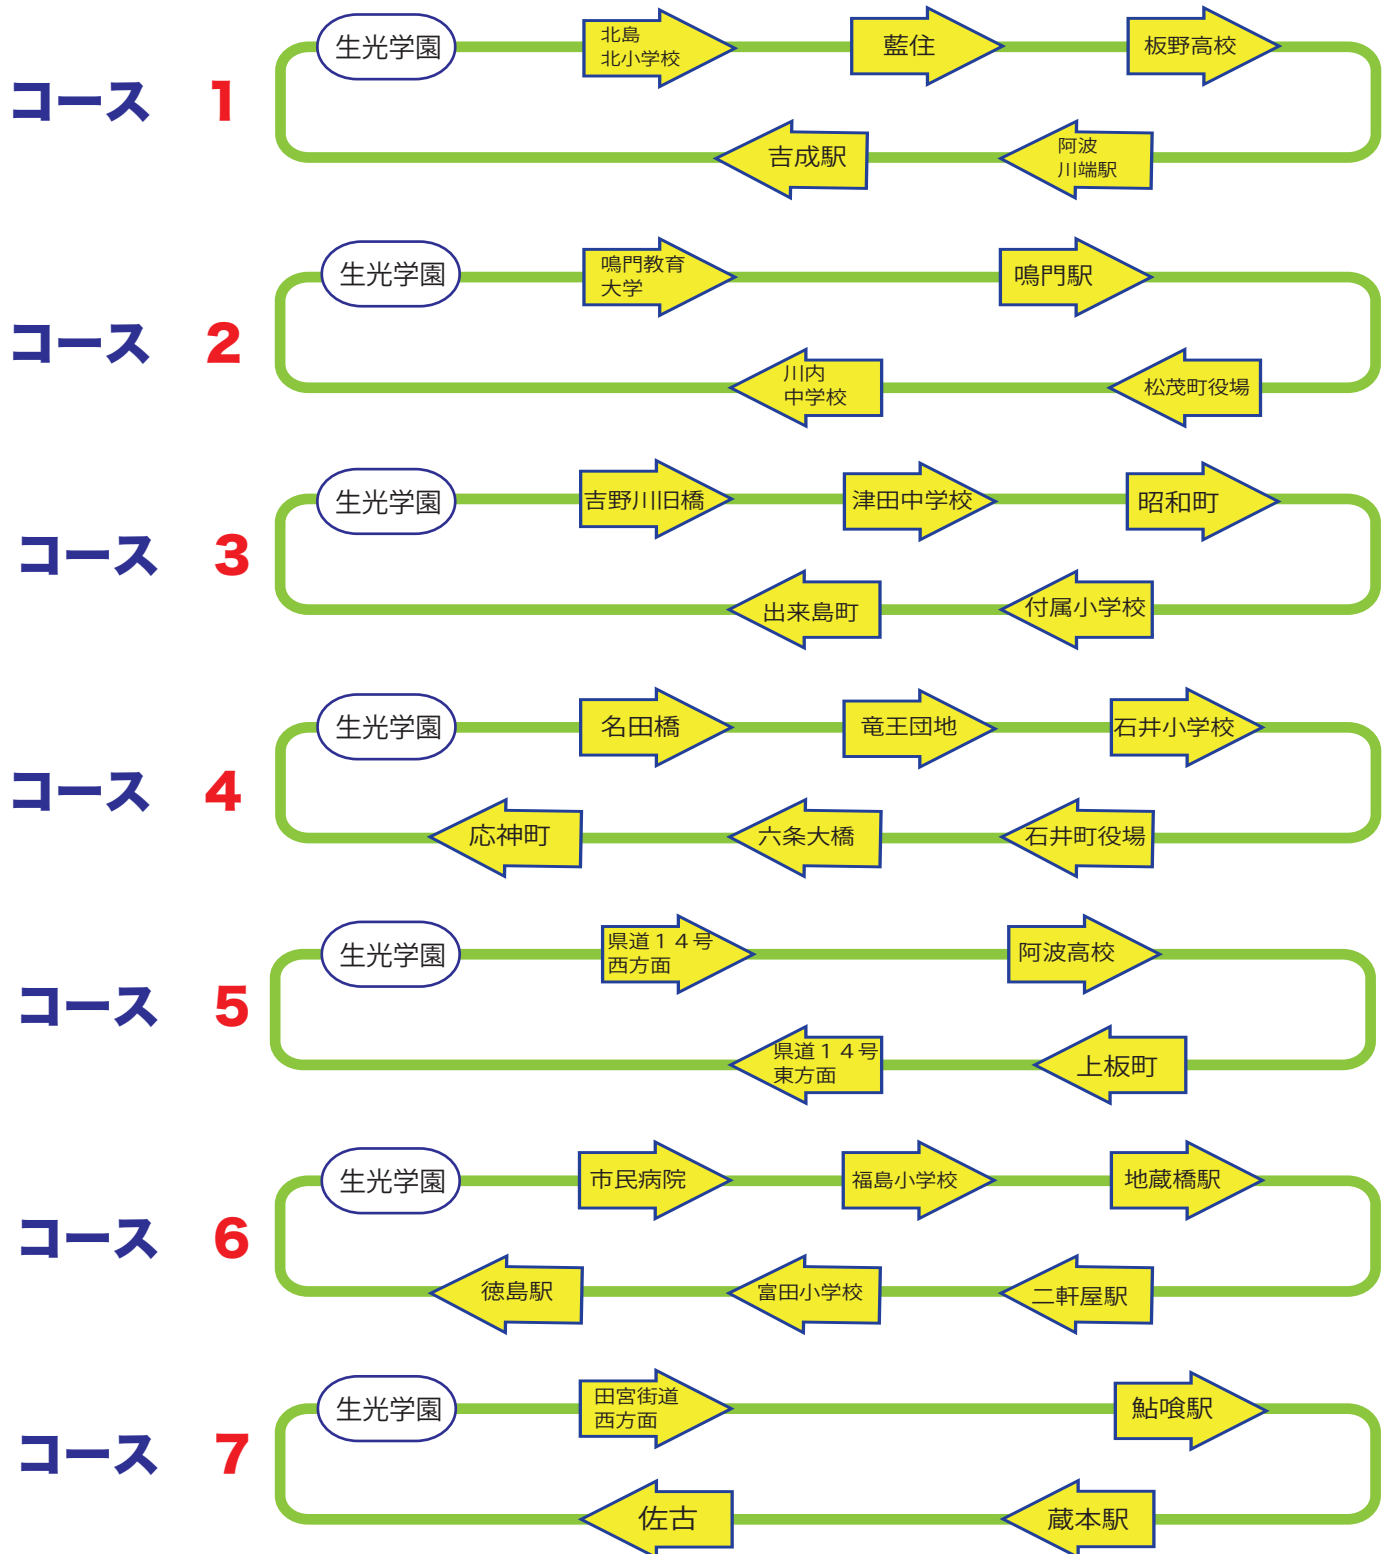 コース 1
生光学園
北島
北小学校
藍住
板野高校
阿波
川端駅
吉成駅
コース 2
生光学園
鳴門教育
大学
鳴門駅
松茂町役場
川内
中学校
コース 3
生光学園
吉野川旧橋
津田中学校
昭和町
付属小学校
出来島町
コース 4
生光学園
名田橋
竜王団地
石井小学校
石井町役場
六条大橋
応神町
コース 5
生光学園
県道１４号
西方面
阿波高校
上板町
県道１４号
東方面
コース 6
生光学園
市民病院
福島小学校
地蔵橋駅
二軒屋駅
富田小学校
徳島駅
コース 7
生光学園
田宮街道
西方面
鮎喰駅
蔵本駅
佐古